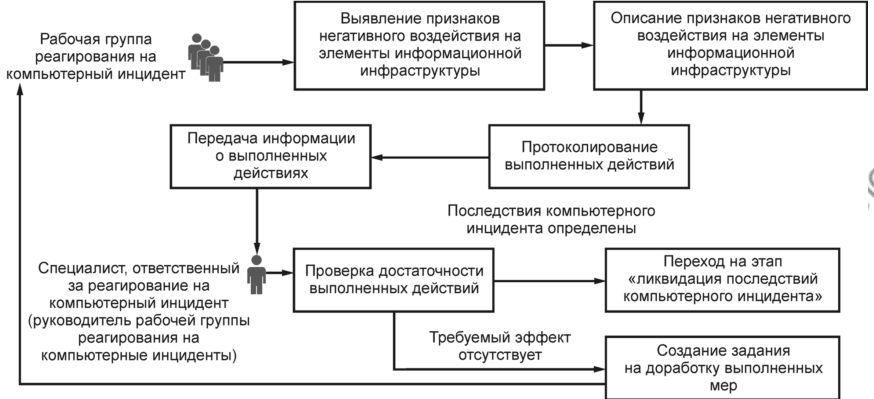 Рабочая группа
реагирования на
компьютерный инцидент
Выявление признаков
негативного воздействия на
элементы информационной
инфраструктуры
Описание признаков негативного
воздействия на элементы
информационной
инфраструктуры
Передача информации
о выполненных
действиях
Протоколирование
выполненных действий
Последствия компьютерного
инцидента определены
Специалист, ответственный
за реагирование на
компьютерный инцидент
(руководитель рабочей группы
реагирования на
компьютерные инциденты)
Проверка достаточности
выполненных действий
Переход на этап
«ликвидация последствий
компьютерного инцидента»
Требуемый эффект
отсутствует
Создание задания
на доработку выполненных
мер